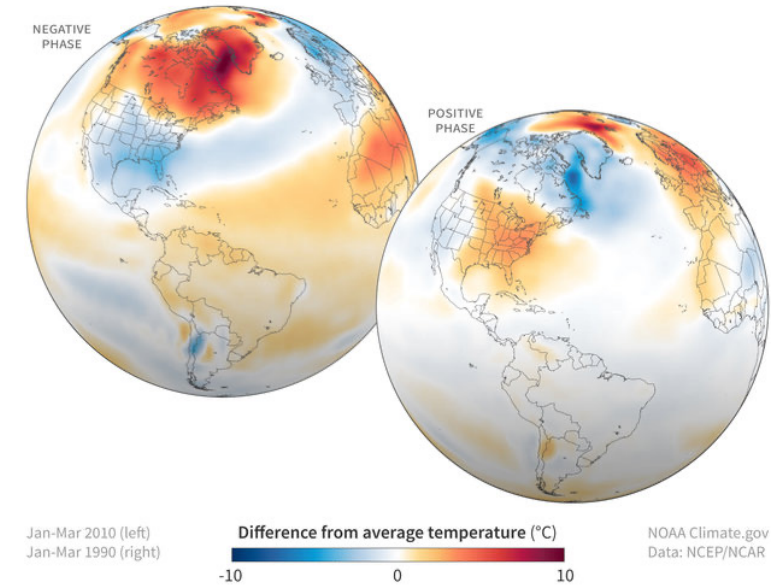 NEGATIVE
PHASE
POSITIVE
PHASE
Jan-Mar 2010 (left)
Jan-Mar 1990 (right)
Difference from average temperature (°C)
-10
0
10
NOAA Climate.gov
Data: NCEP/NCAR